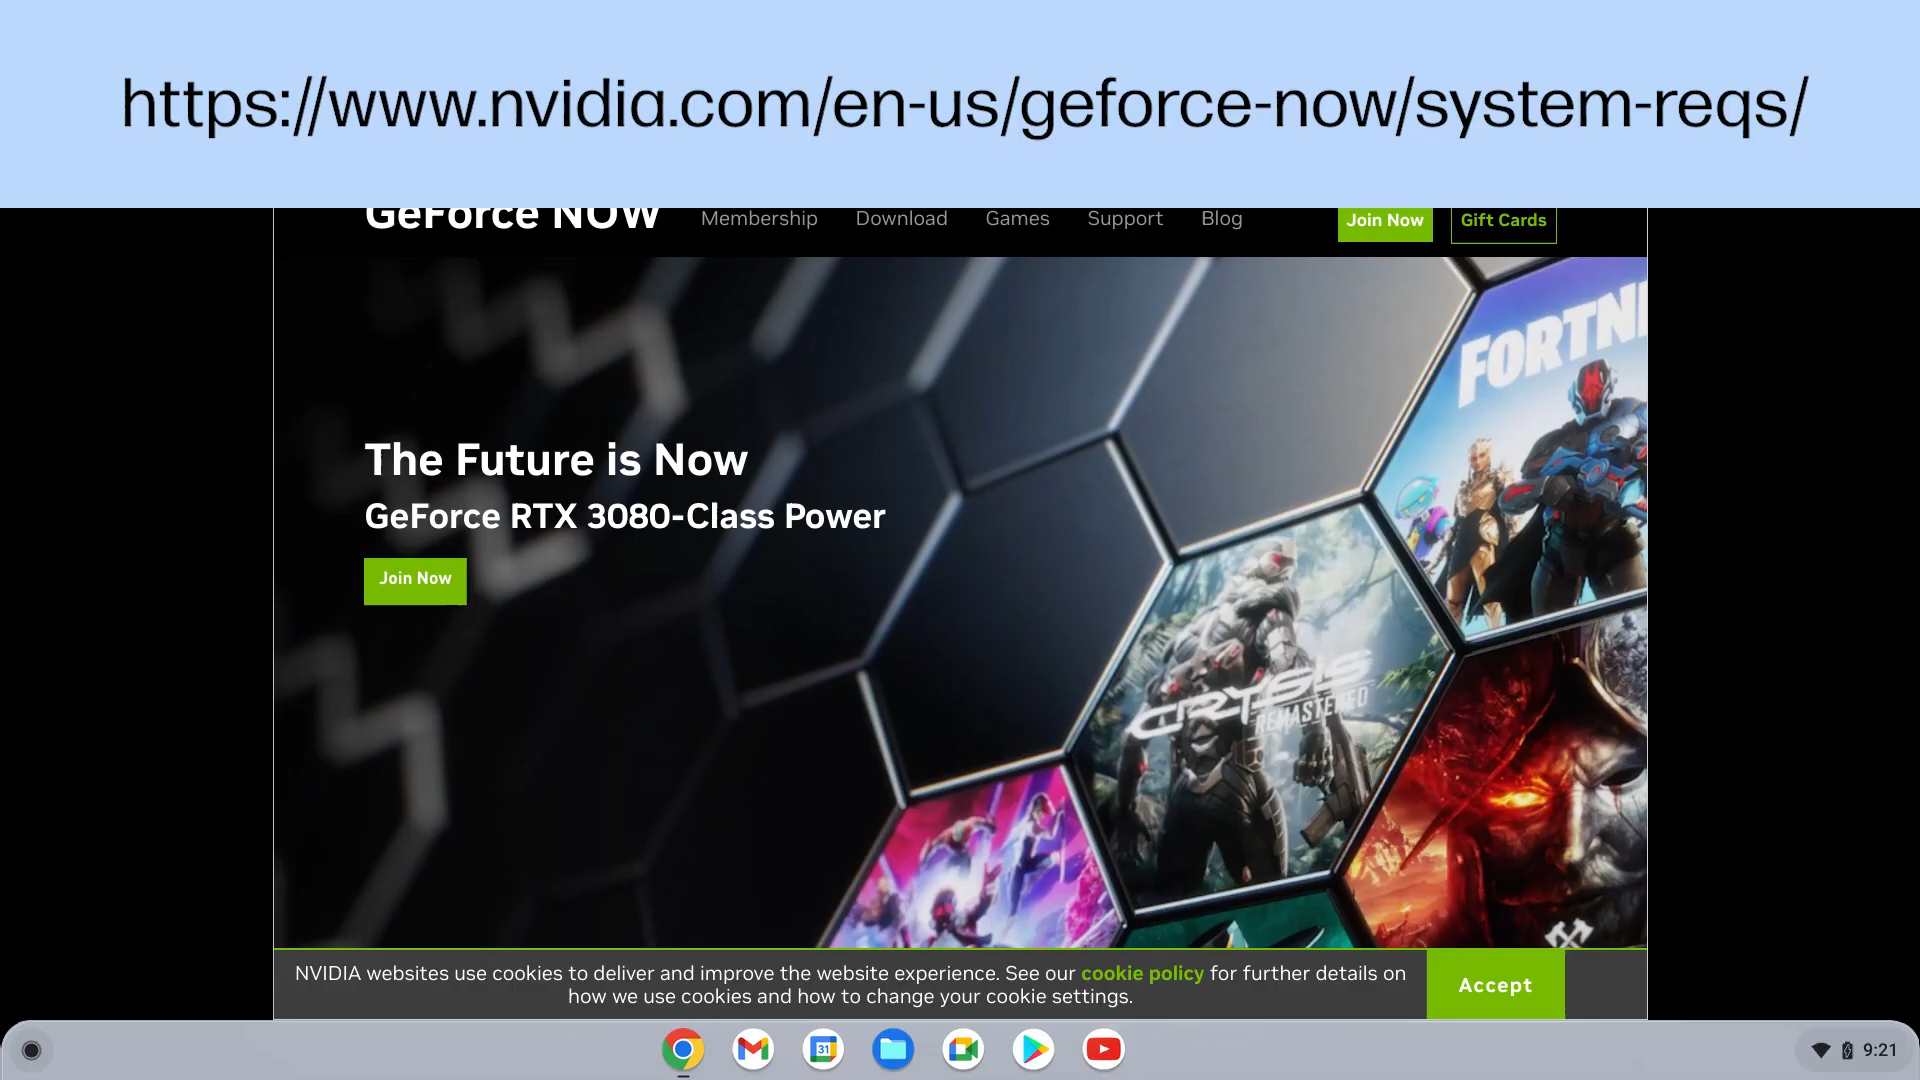 https://www.nvidia.com/en-us/geforce-now/system-reqs/
GeForce NOW
Membership
Download
Games
Support
Blog
Join Now
Gift Cards
FORTNI
The Future is Now
GeForce RTX 3080-Class Power
Join Now
CRYSIS
REMASTERED
NVIDIA websites use cookies to deliver and improve the website experience. See our cookie policy for further details on
how we use cookies and how to change your cookie settings.
Accept
31
9:21